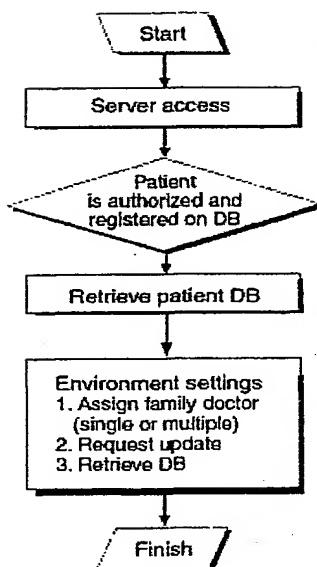 Start
Server access
Patient
is authorized and
registered on DB
Retrieve patient DB
Environment settings
1. Assign family doctor
(single or multiple)
2. Request update
3. Retrieve DB
Finish